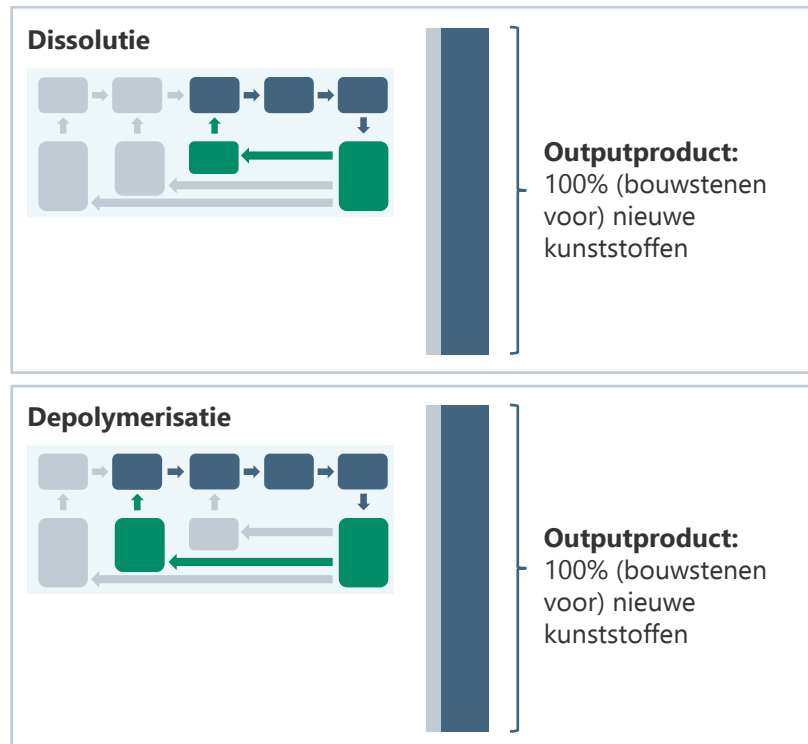 Dissolutie
Outputproduct:
100% (bouwstenen
voor) nieuwe
kunststoffen
Depolymerisatie
Outputproduct:
100% (bouwstenen
voor) nieuwe
kunststoffen